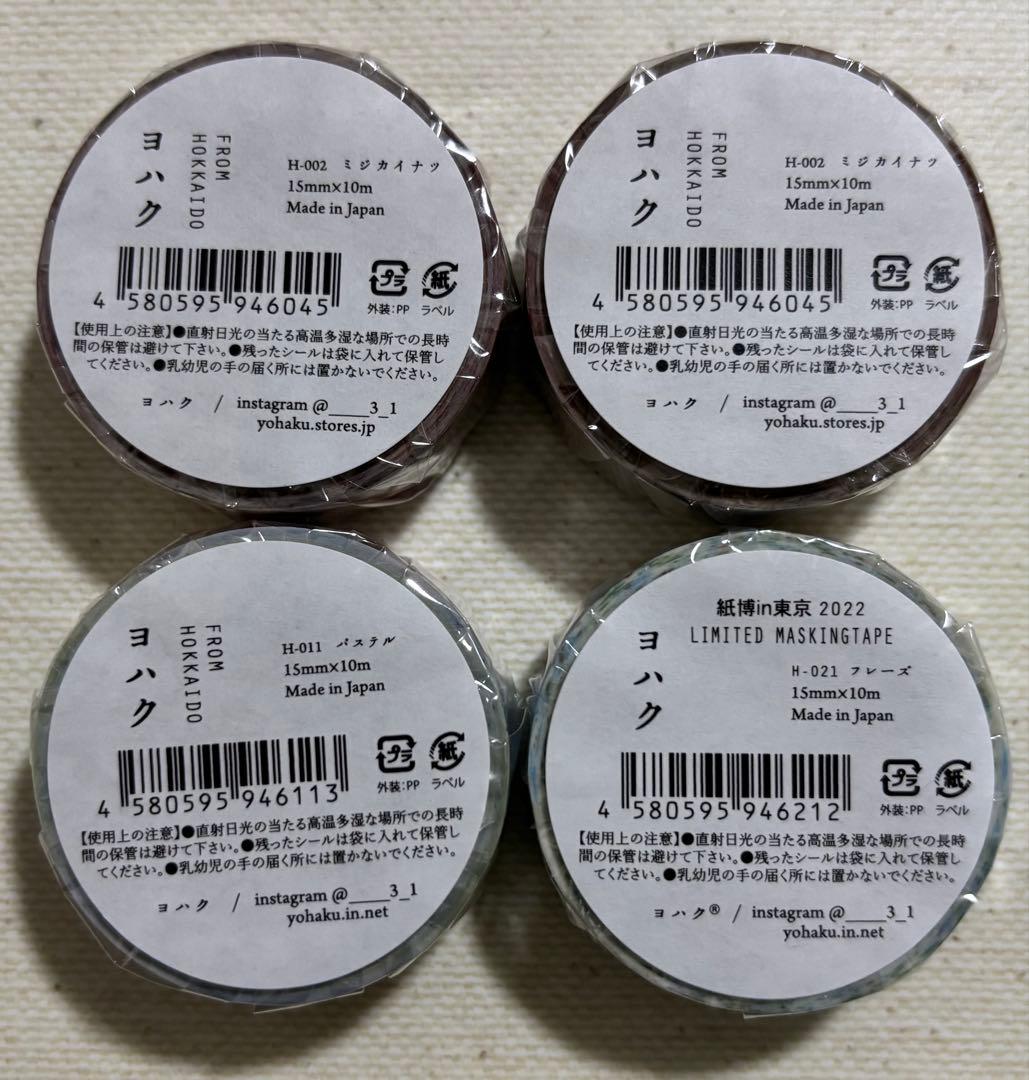 ヨハク
FROM
HOKKAIDO
H-002 ミジカイナツ
15mm×10m
Made in Japan
4 580595 946045
プラ
紙
外装:PP ラベル
【使用上の注意】●直射日光の当たる高温多湿な場所での長時
間の保管は避けて下さい。●残ったシールは袋に入れて保管し
てください。●乳幼児の手の届く所には置かないでください。
ヨハク / instagram @____3_1
yohaku.stores.jp
ヨハク
FROM
HOKKAIDO
H-002 ミジカイナツ
15mm×10m
Made in Japan
4 580595 946045
プラ
紙
外装:PP ラベル
【使用上の注意】●直射日光の当たる高温多湿な場所での長時
間の保管は避けて下さい。●残ったシールは袋に入れて保管し
てください。●乳幼児の手の届く所には置かないでください。
ヨハク / instagram @____3_1
yohaku.stores.jp
ヨハク
FROM
HOKKAIDO
H-011 パステル
15mm×10m
Made in Japan
4 580595 946113
プラ
紙
外装:PP ラベル
【使用上の注意】●直射日光の当たる高温多湿な場所での長時
間の保管は避けて下さい。●残ったシールは袋に入れて保管し
てください。●乳幼児の手の届く所には置かないでください。
ヨハク / instagram @____3_1
yohaku.in.net
紙博in東京 2022
LIMITED MASKINGTAPE
ヨハク
H-021 フレーズ
15mm×10m
Made in Japan
4 580595 946212
プラ
紙
外装:PP ラベル
【使用上の注意】●直射日光の当たる高温多湿な場所での長時
間の保管は避けて下さい。●残ったシールは袋に入れて保管し
てください。●乳幼児の手の届く所には置かないでください。
ヨハク® / instagram @____3_1
yohaku.in.net